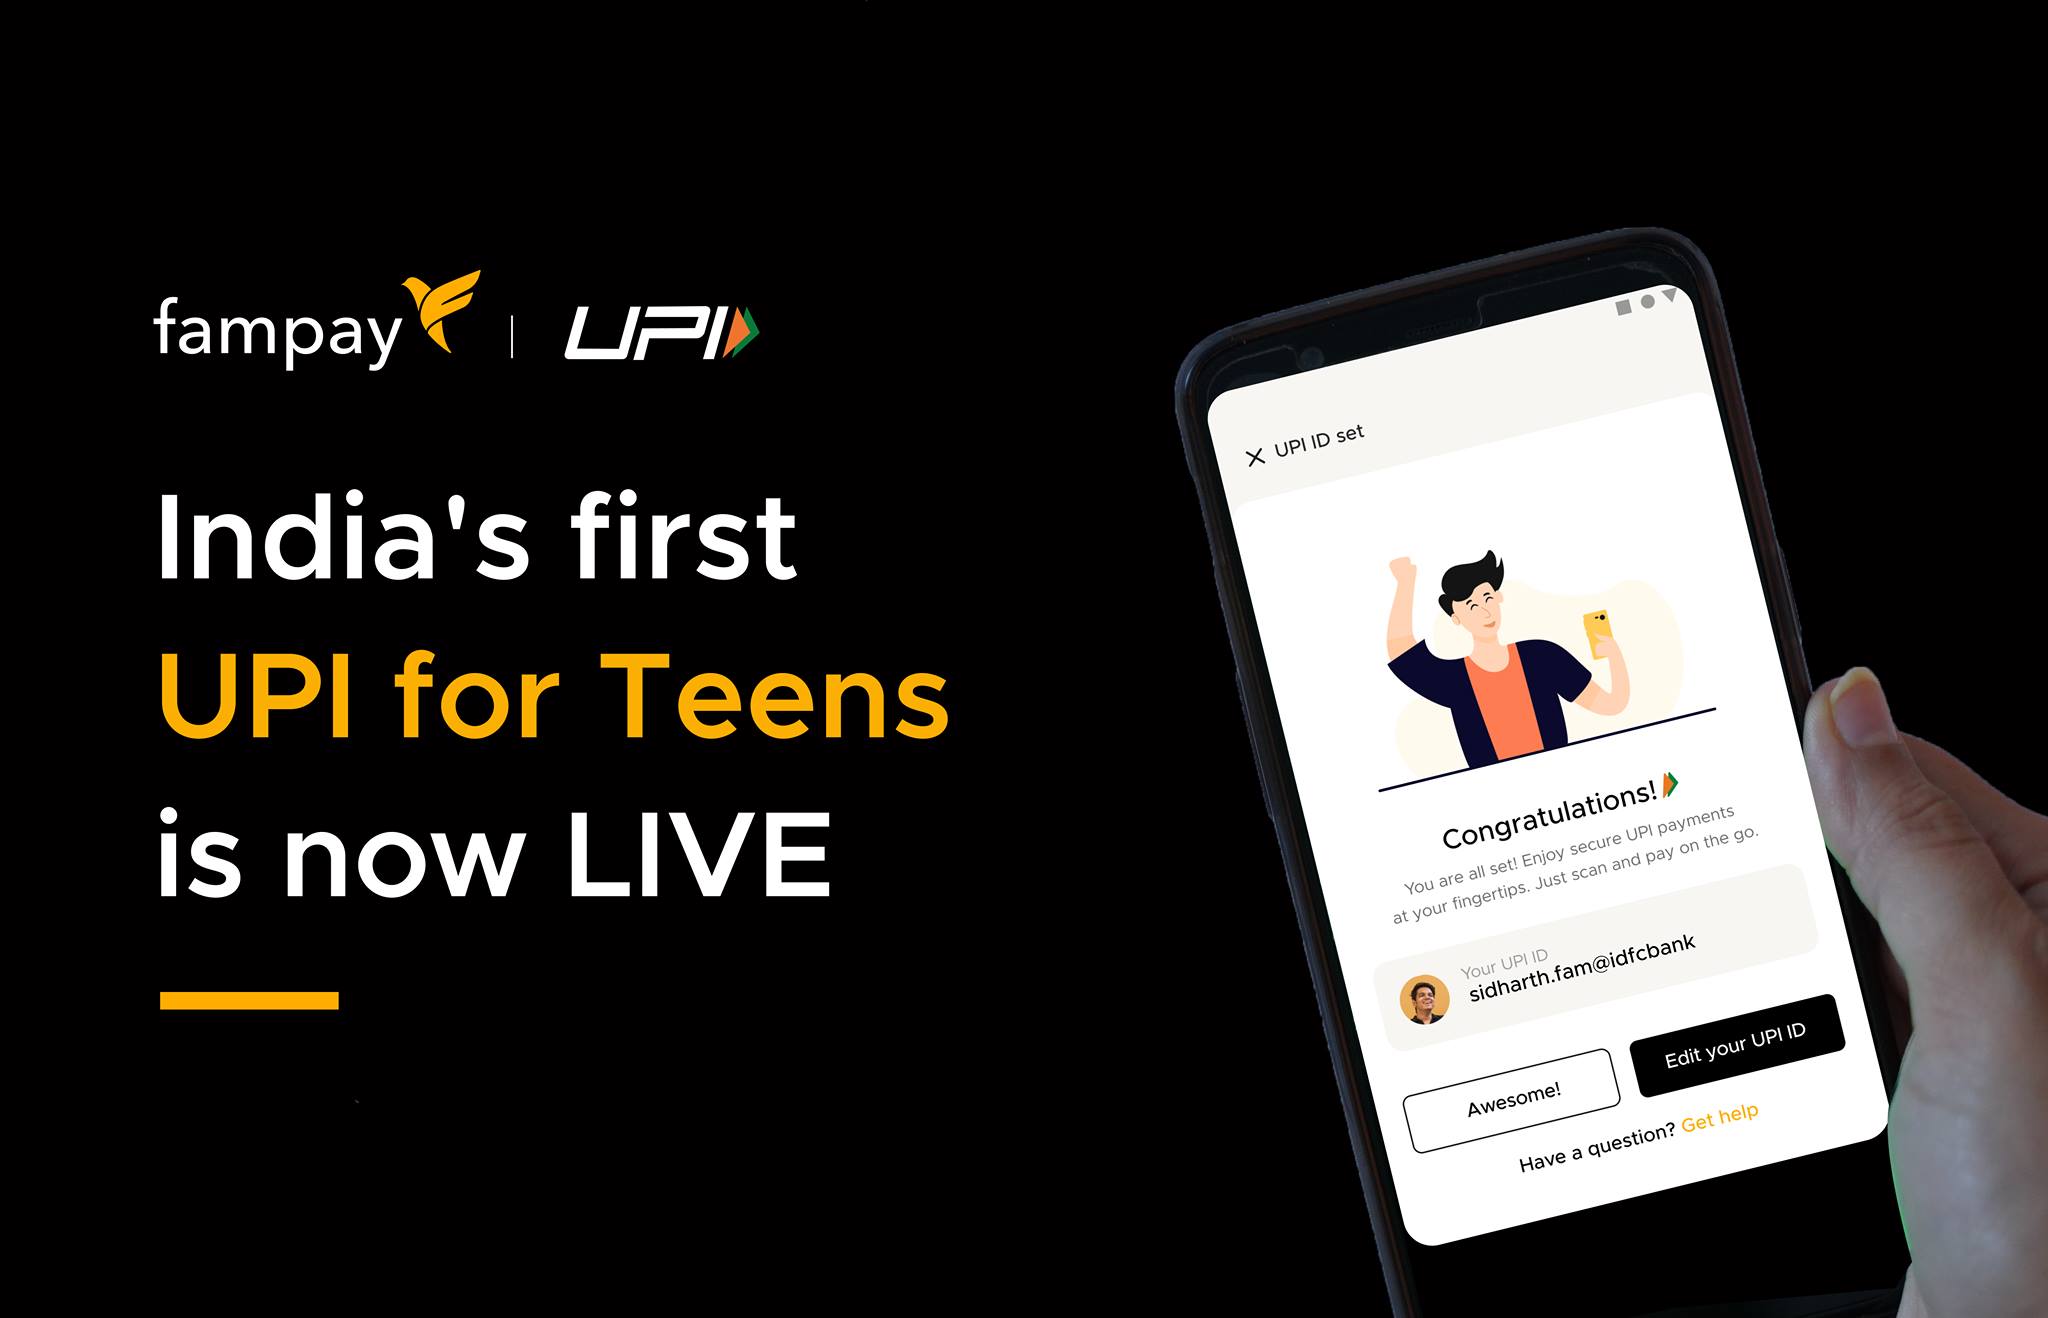 fampay
UPI
India's first
UPI for Teens
is now LIVE
UPI ID set
Congratulations!
You are all set! Enjoy secure UPI payments
at your fingertips. Just scan and pay on the go.
Your UPI ID
sidharth.fam@idfcbank
Awesome!
Edit your UPI ID
Have a question? Get help